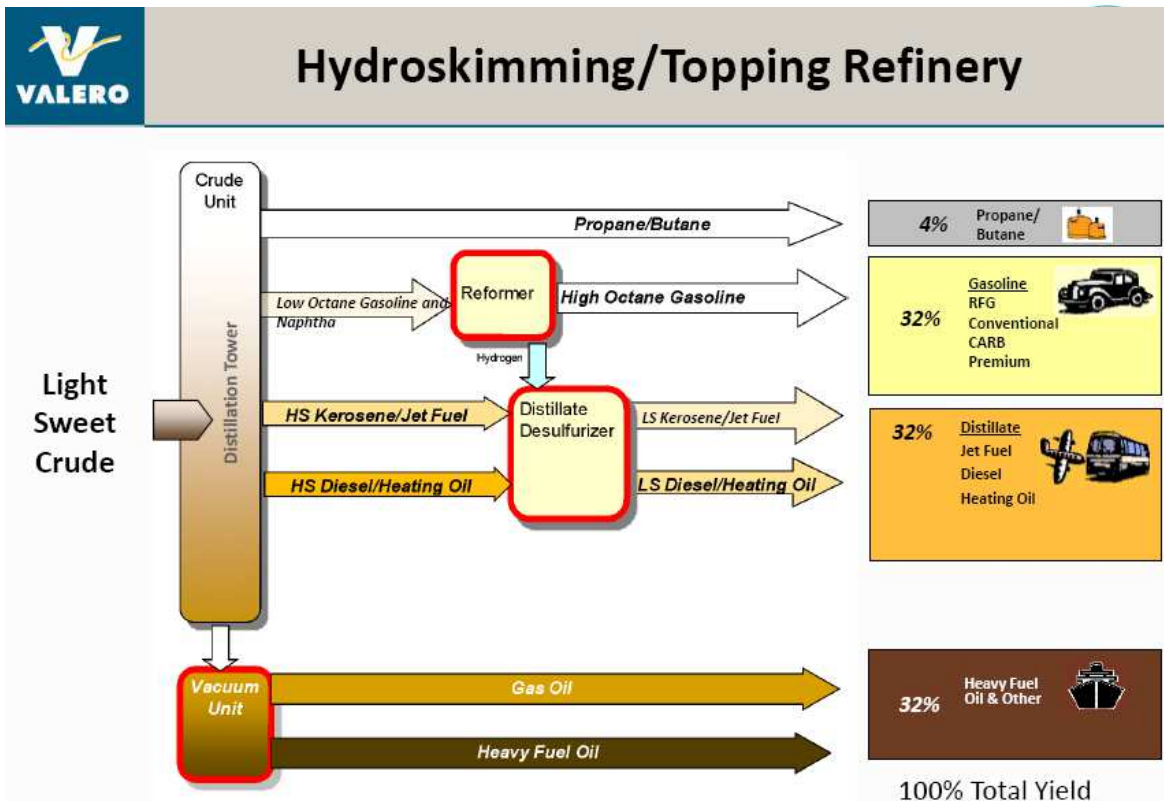 VALERO
Hydroskimming/Topping Refinery
Light
Sweet
Crude
Crude
Unit
Distillation Tower
Propane/Butane
Low Octane Gasoline and
Naphtha
Reformer
High Octane Gasoline
Hydrogen
HS Kerosene/Jet Fuel
Distillate
Desulfurizer
LS Kerosene/Jet Fuel
HS Diesel/Heating Oil
LS Diesel/Heating Oil
Vacuum
Unit
Gas Oil
Heavy Fuel Oil
4%
Propane/
Butane
32%
Gasoline
RFG
Conventional
CARB
Premium
32%
Distillate
Jet Fuel
Diesel
Heating Oil
32%
Heavy Fuel
Oil & Other
100% Total Yield